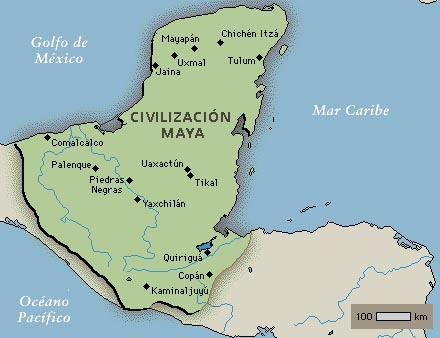 Golfo de
México
Mayapán
Chichén Itzá
Uxmal
Jaina
Tulum
Mar Caribe
CIVILIZACIÓN
MAYA
Comalcalco
Palenque
Uaxactún
Piedras
Negras
Tikal
Yaxchilán
Quiriguá
Copán
Kaminaljuyú
Océano
Pacífico
100 km